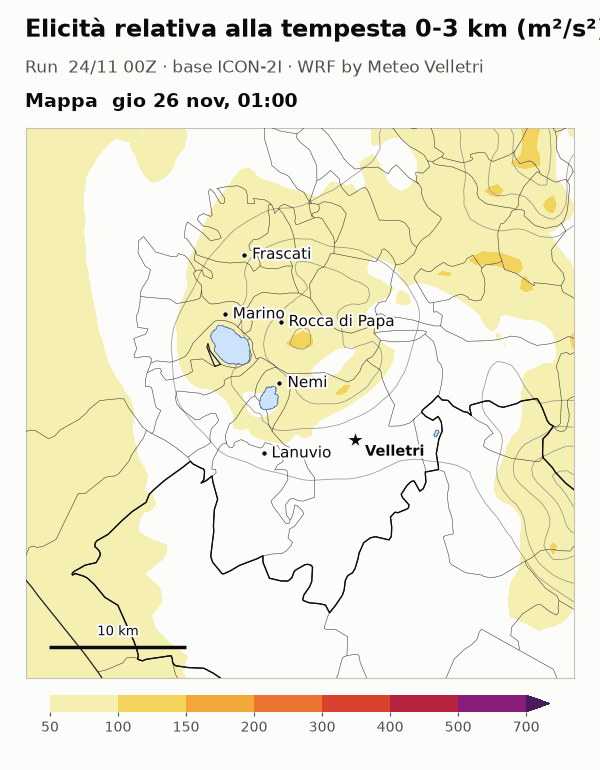 Elicità relativa alla tempesta 0-3 km (m²/s²)
Run  24/11 00Z · base ICON-2I · WRF by Meteo Velletri
Mappa  gio 26 nov, 01:00
Frascati
Marino
Rocca di Papa
Nemi
Velletri
Lanuvio
10 km
50 100 150 200 300 400 500 700